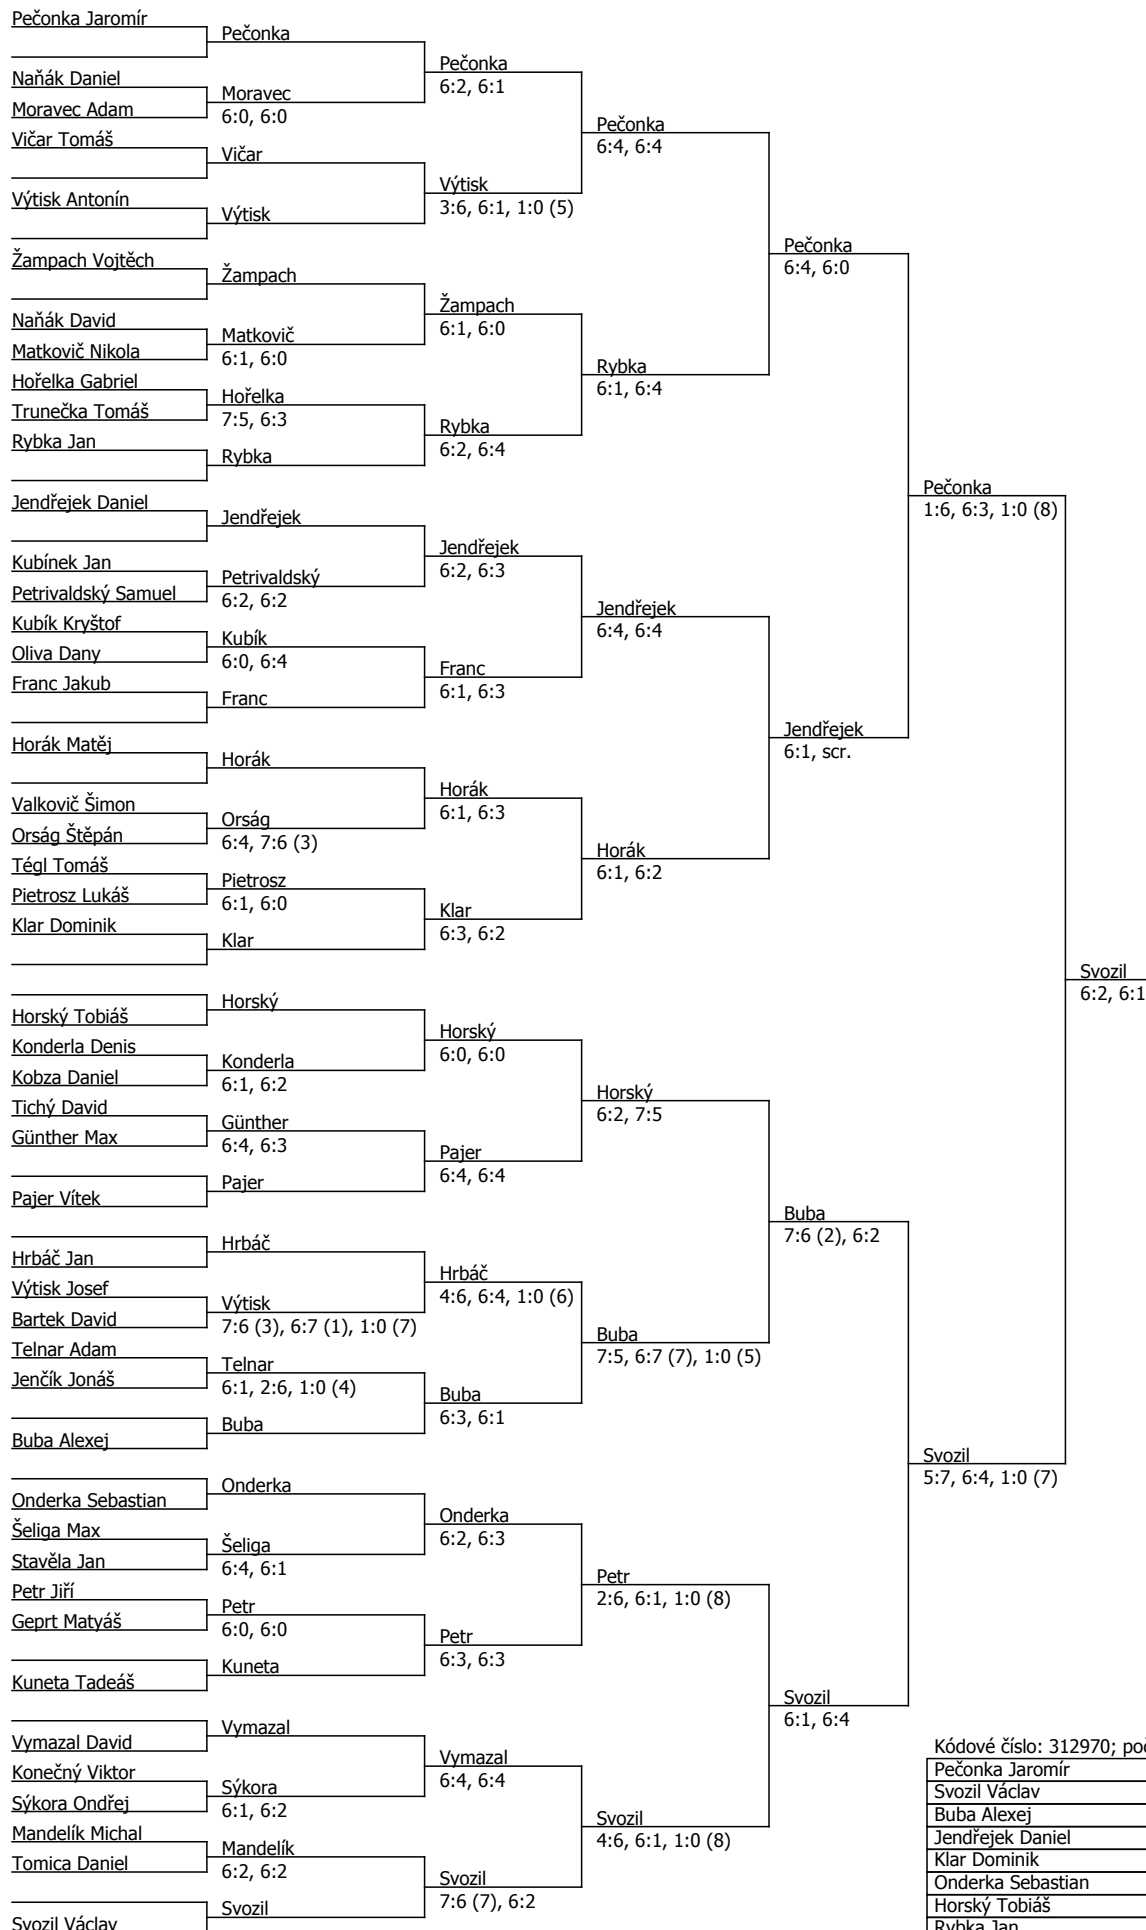 Pečonka Jaromír
Naňák Daniel
Moravec Adam
Vičar Tomáš
Výtisk Antonín
Žampach Vojtěch
Naňák David
Matkovič Nikola
Hořelka Gabriel
Trunečka Tomáš
Rybka Jan
Jendřejek Daniel
Kubínek Jan
Petrivaldský Samuel
Kubík Kryštof
Oliva Dany
Franc Jakub
Horák Matěj
Valkovič Šimon
Orság Štěpán
Tégl Tomáš
Pietrosz Lukáš
Klar Dominik
Horský Tobiáš
Konderla Denis
Kobza Daniel
Tichý David
Günther Max
Pajer Vítek
Hrbáč Jan
Výtisk Josef
Bartek David
Telnar Adam
Jenčík Jonáš
Buba Alexej
Onderka Sebastian
Šeliga Max
Stavěla Jan
Petr Jiří
Geprt Matyáš
Kuneta Tadeáš
Vymazal David
Konečný Viktor
Sýkora Ondřej
Mandelík Michal
Tomica Daniel
Svozil Václav
Pečonka
Moravec
6:0, 6:0
Vičar
Výtisk
Žampach
Matkovič
6:1, 6:0
Hořelka
7:5, 6:3
Rybka
Jendřejek
Petrivaldský
6:2, 6:2
Kubík
6:0, 6:4
Franc
Horák
Orság
6:4, 7:6 (3)
Pietrosz
6:1, 6:0
Klar
Horský
Konderla
6:1, 6:2
Günther
6:4, 6:3
Pajer
Hrbáč
Výtisk
7:6 (3), 6:7 (1), 1:0 (7)
Telnar
6:1, 2:6, 1:0 (4)
Buba
Onderka
Šeliga
6:4, 6:1
Petr
6:0, 6:0
Kuneta
Vymazal
Sýkora
6:1, 6:2
Mandelík
6:2, 6:2
Svozil
Pečonka
6:2, 6:1
Výtisk
3:6, 6:1, 1:0 (5)
Žampach
6:1, 6:0
Rybka
6:2, 6:4
Jendřejek
6:2, 6:3
Franc
6:1, 6:3
Horák
6:1, 6:3
Klar
6:3, 6:2
Horský
6:0, 6:0
Pajer
6:4, 6:4
Hrbáč
4:6, 6:4, 1:0 (6)
Buba
6:3, 6:1
Onderka
6:2, 6:3
Petr
6:3, 6:3
Vymazal
6:4, 6:4
Svozil
7:6 (7), 6:2
Pečonka
6:4, 6:4
Rybka
6:1, 6:4
Jendřejek
6:4, 6:4
Horák
6:1, 6:2
Horský
6:2, 7:5
Buba
7:5, 6:7 (7), 1:0 (5)
Petr
2:6, 6:1, 1:0 (8)
Svozil
4:6, 6:1, 1:0 (8)
Pečonka
6:4, 6:0
Jendřejek
6:1, scr.
Buba
7:6 (2), 6:2
Svozil
6:1, 6:4
Pečonka
1:6, 6:3, 1:0 (8)
Svozil
5:7, 6:4, 1:0 (7)
Svozil
6:2, 6:1
Kódové číslo: 312970; poč
Pečonka Jaromír
Svozil Václav
Buba Alexej
Jendřejek Daniel
Klar Dominik
Onderka Sebastian
Horský Tobiáš
Rybka Jan